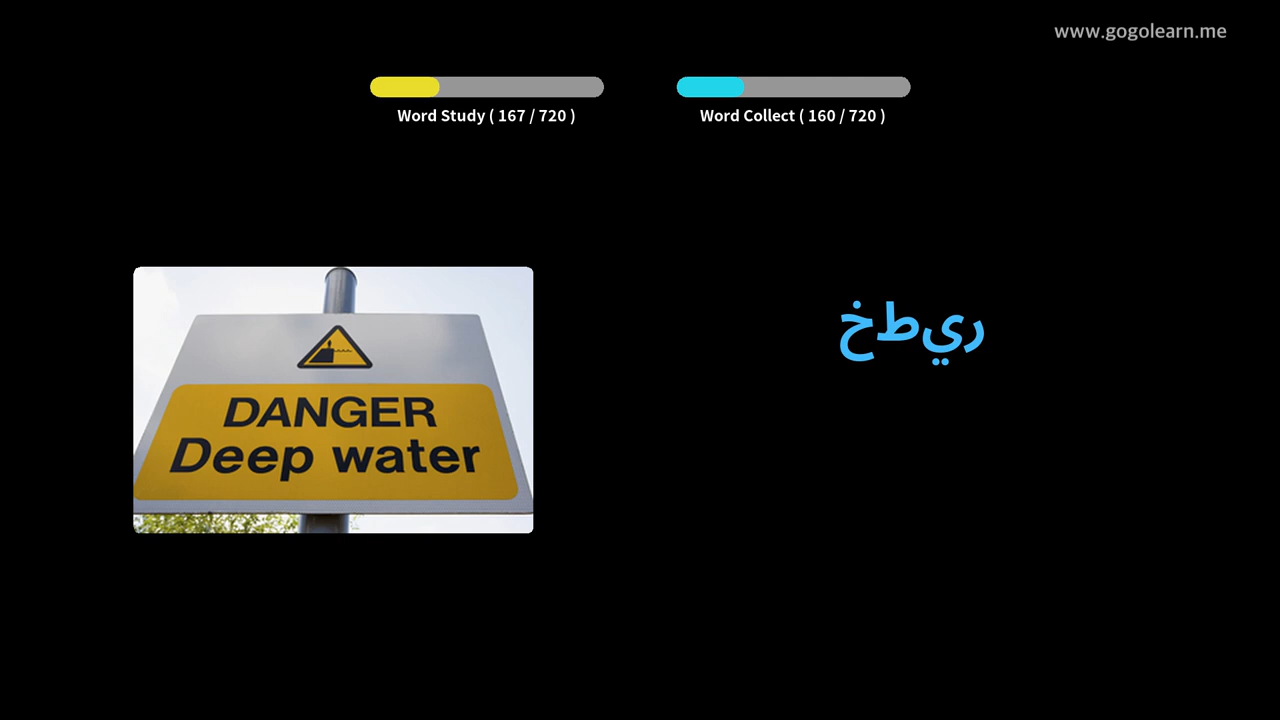 www.gogolearn.me
Word Study ( 167 / 720 )
Word Collect ( 160 / 720 )
DANGER
Deep water
خطير